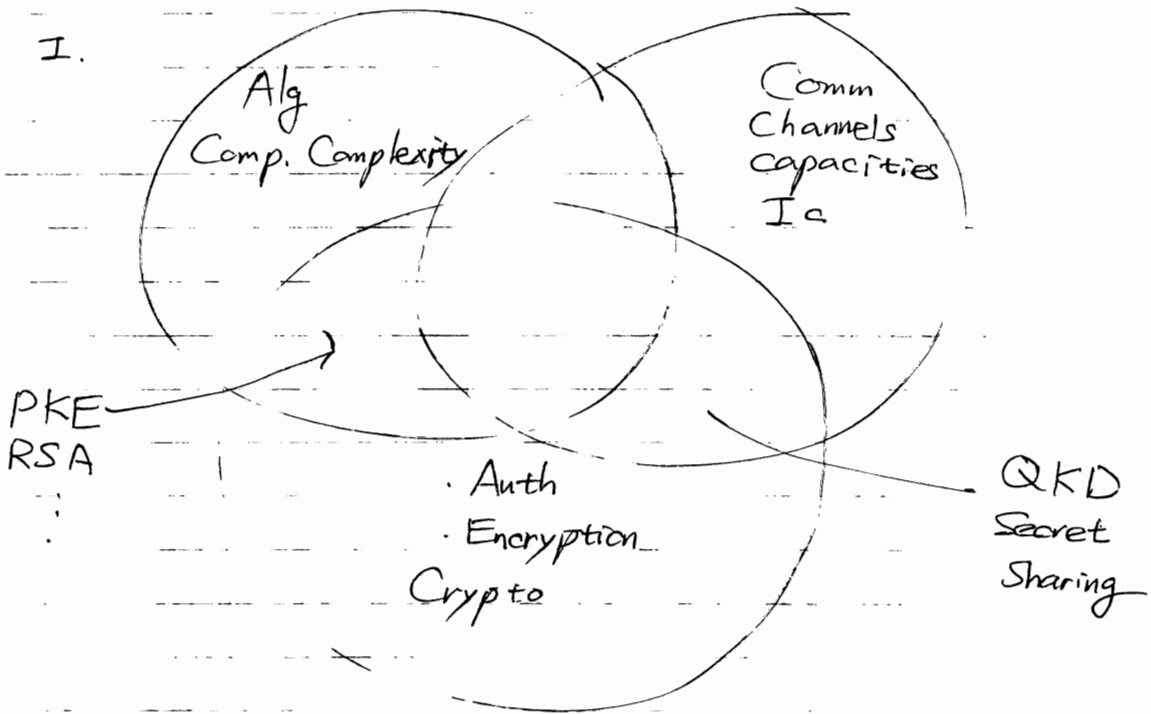 I.
Alg
Comp. Complexity
Comm
Channels
capacities
Ic
PKE
RSA
⋮
· Auth
· Encryption
Crypto
QKD
Secret
Sharing